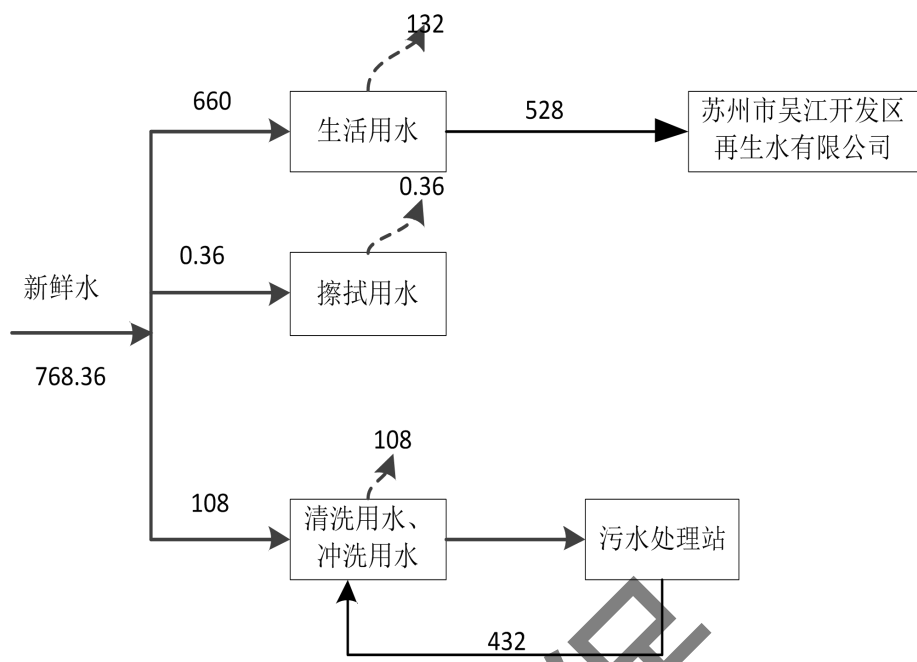 132
660
生活用水
528
苏州市吴江开发区
再生水有限公司
0.36
0.36
擦拭用水
新鲜水
768.36
108
108
清洗用水、
冲洗用水
污水处理站
432